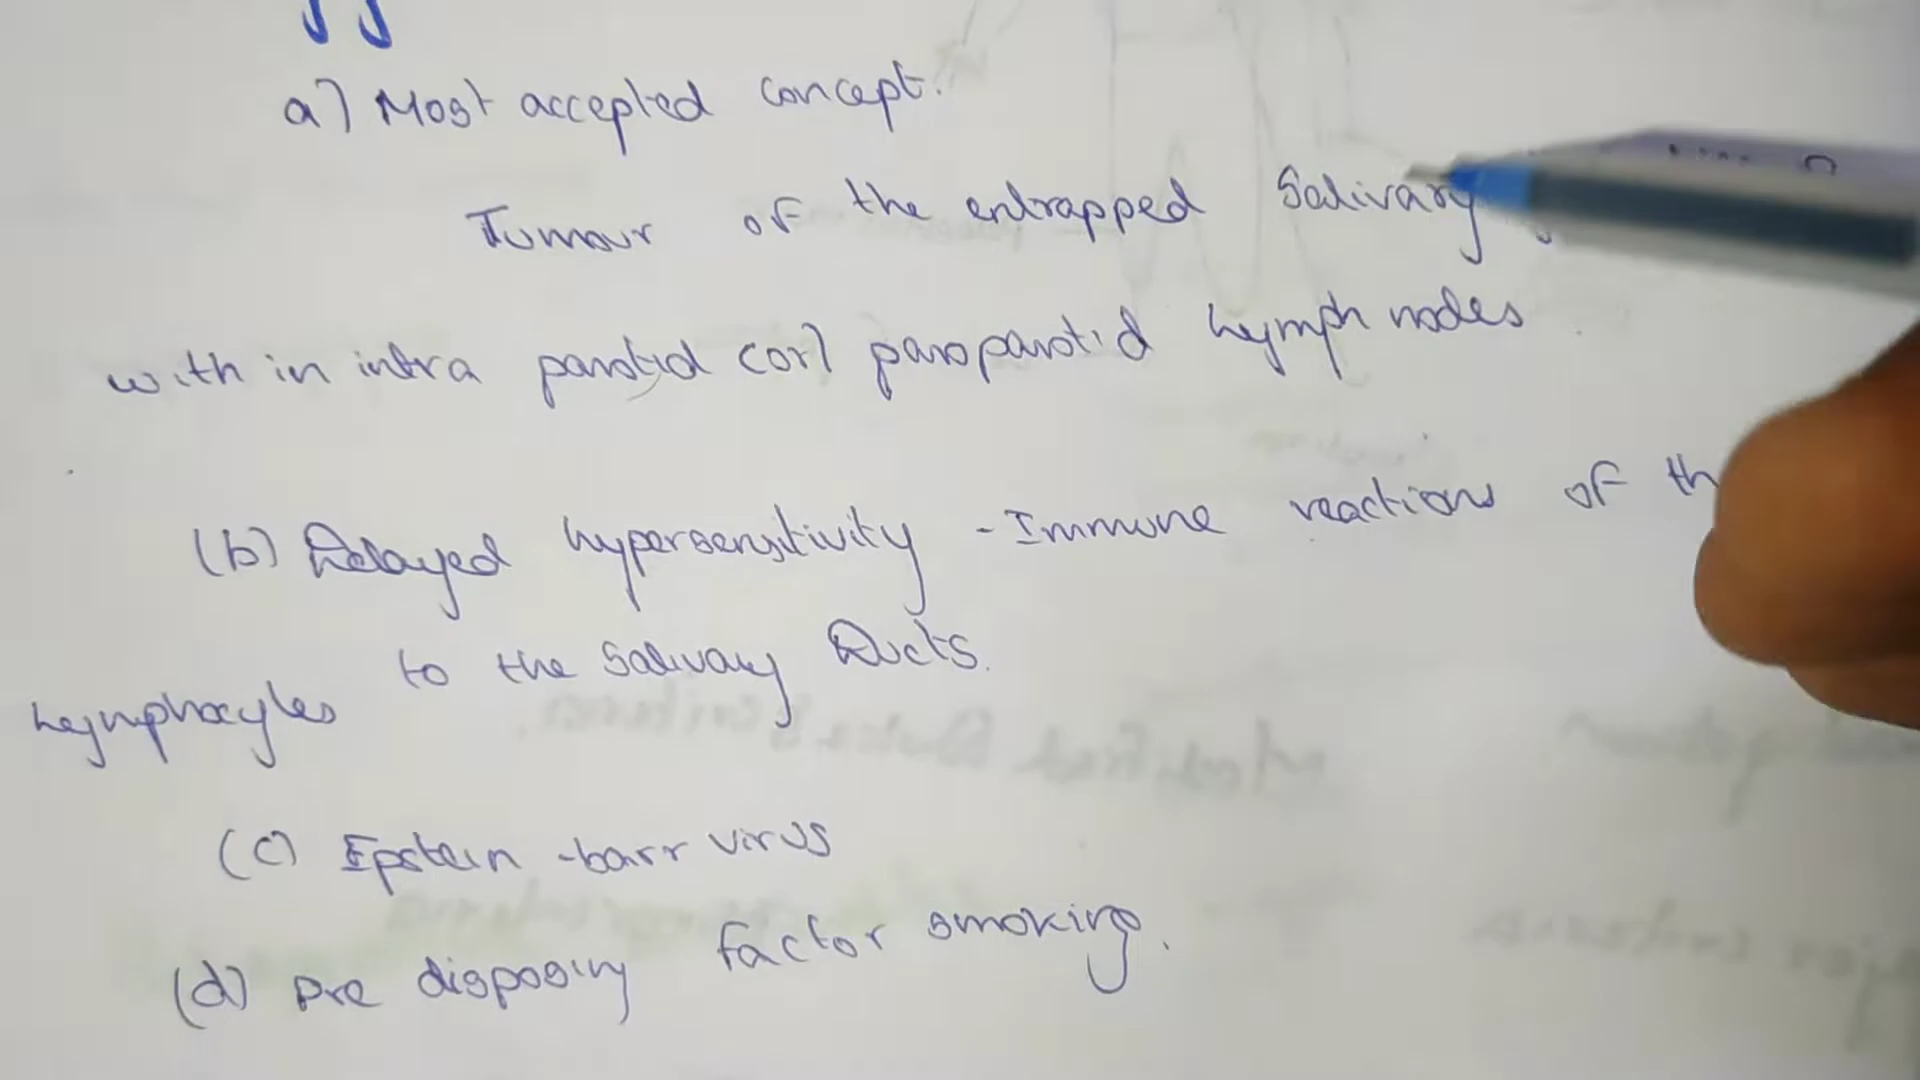 a) Most accepted concept.
Tumour of the entrapped Salivary
with in intra parotid (or) paraparotid Lymph nodes
(b) Delayed hypersensitivity - Immune reactions of th
Lymphocytes to the Salivary Ducts.
(c) Epstein - barr virus
(d) Pre disposing factor smoking.